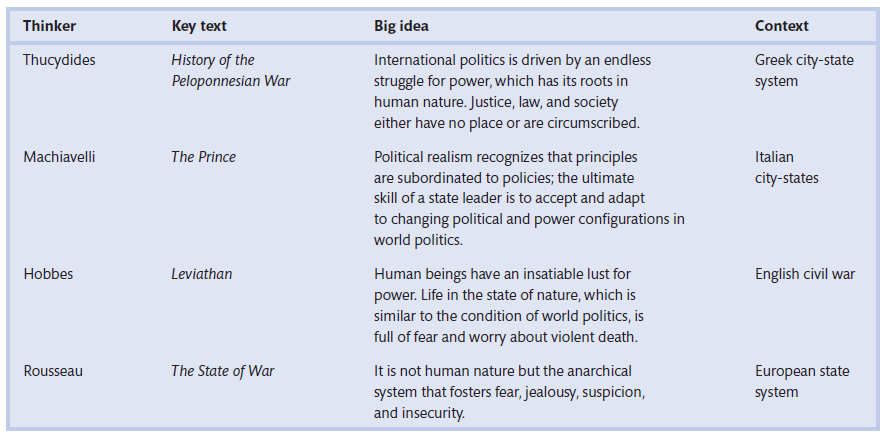 Thinker Key text Big idea Context
Thucydides History of the International politics is driven by an endless Greek city-state
Peloponnesian War struggle for power, which has its roots in system
human nature. Justice, law, and society
either have no place or are circumscribed.
Machiavelli The Prince Political realism recognizes that principles Italian
are subordinated to policies; the ultimate city-states
skill of a state leader is to accept and adapt
to changing political and power configurations in
world politics.
Hobbes Leviathan Human beings have an insatiable lust for English civil war
power. Life in the state of nature, which is
similar to the condition of world politics, is
full of fear and worry about violent death.
Rousseau The State of War It is not human nature but the anarchical European state
system that fosters fear, jealousy, suspicion, system
and insecurity.